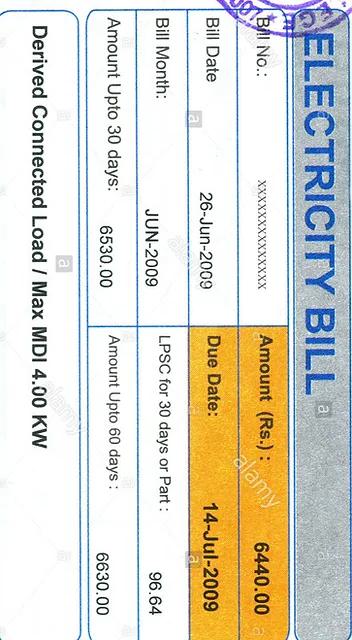 ELECTRICITY BILL
Bill No.: xxxxxxxxxxxxxx Amount (Rs.) : 6440.00
Bill Date 26-Jun-2009 Due Date: 14-Jul-2009
Bill Month: JUN-2009 LPSC for 30 days or Part : 96.64
Amount Upto 30 days: 6530.00 Amount Upto 60 days : 6630.00
Derived Connected Load / Max MDI 4.00 KW
alamy